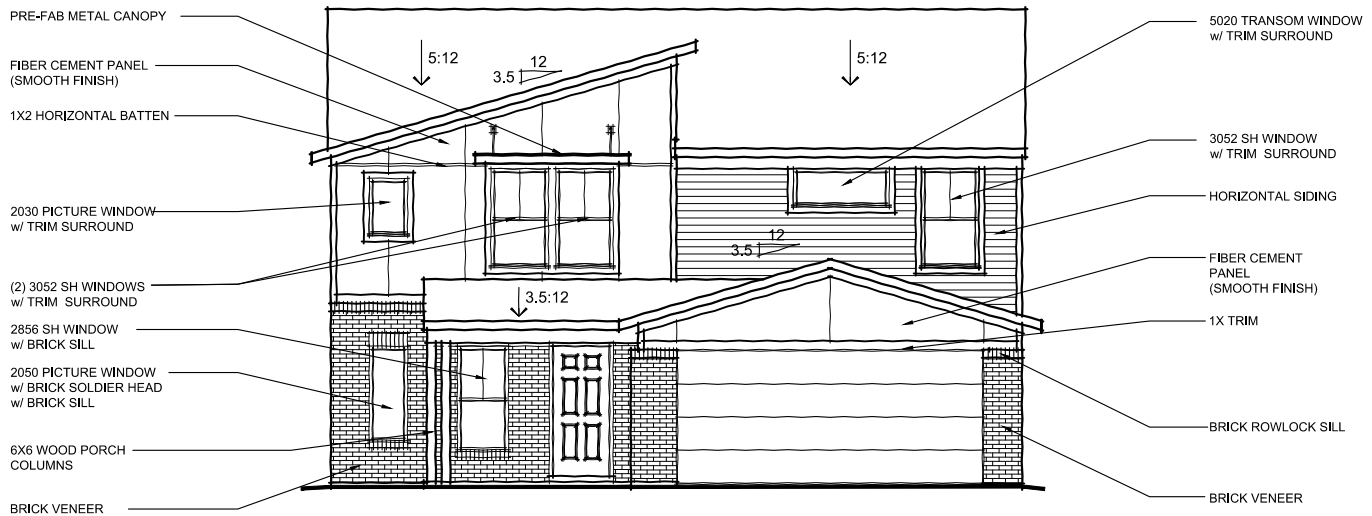 PRE-FAB METAL CANOPY
FIBER CEMENT PANEL
(SMOOTH FINISH)
1X2 HORIZONTAL BATTEN
2030 PICTURE WINDOW
w/ TRIM SURROUND
(2) 3052 SH WINDOWS
w/ TRIM SURROUND
2856 SH WINDOW
w/ BRICK SILL
2050 PICTURE WINDOW
w/ BRICK SOLDIER HEAD
w/ BRICK SILL
6X6 WOOD PORCH
COLUMNS
BRICK VENEER
5:12
12
3.5
5:12
12
3.5
3.5:12
5020 TRANSOM WINDOW
w/ TRIM SURROUND
3052 SH WINDOW
w/ TRIM SURROUND
HORIZONTAL SIDING
FIBER CEMENT
PANEL
(SMOOTH FINISH)
1X TRIM
BRICK ROWLOCK SILL
BRICK VENEER